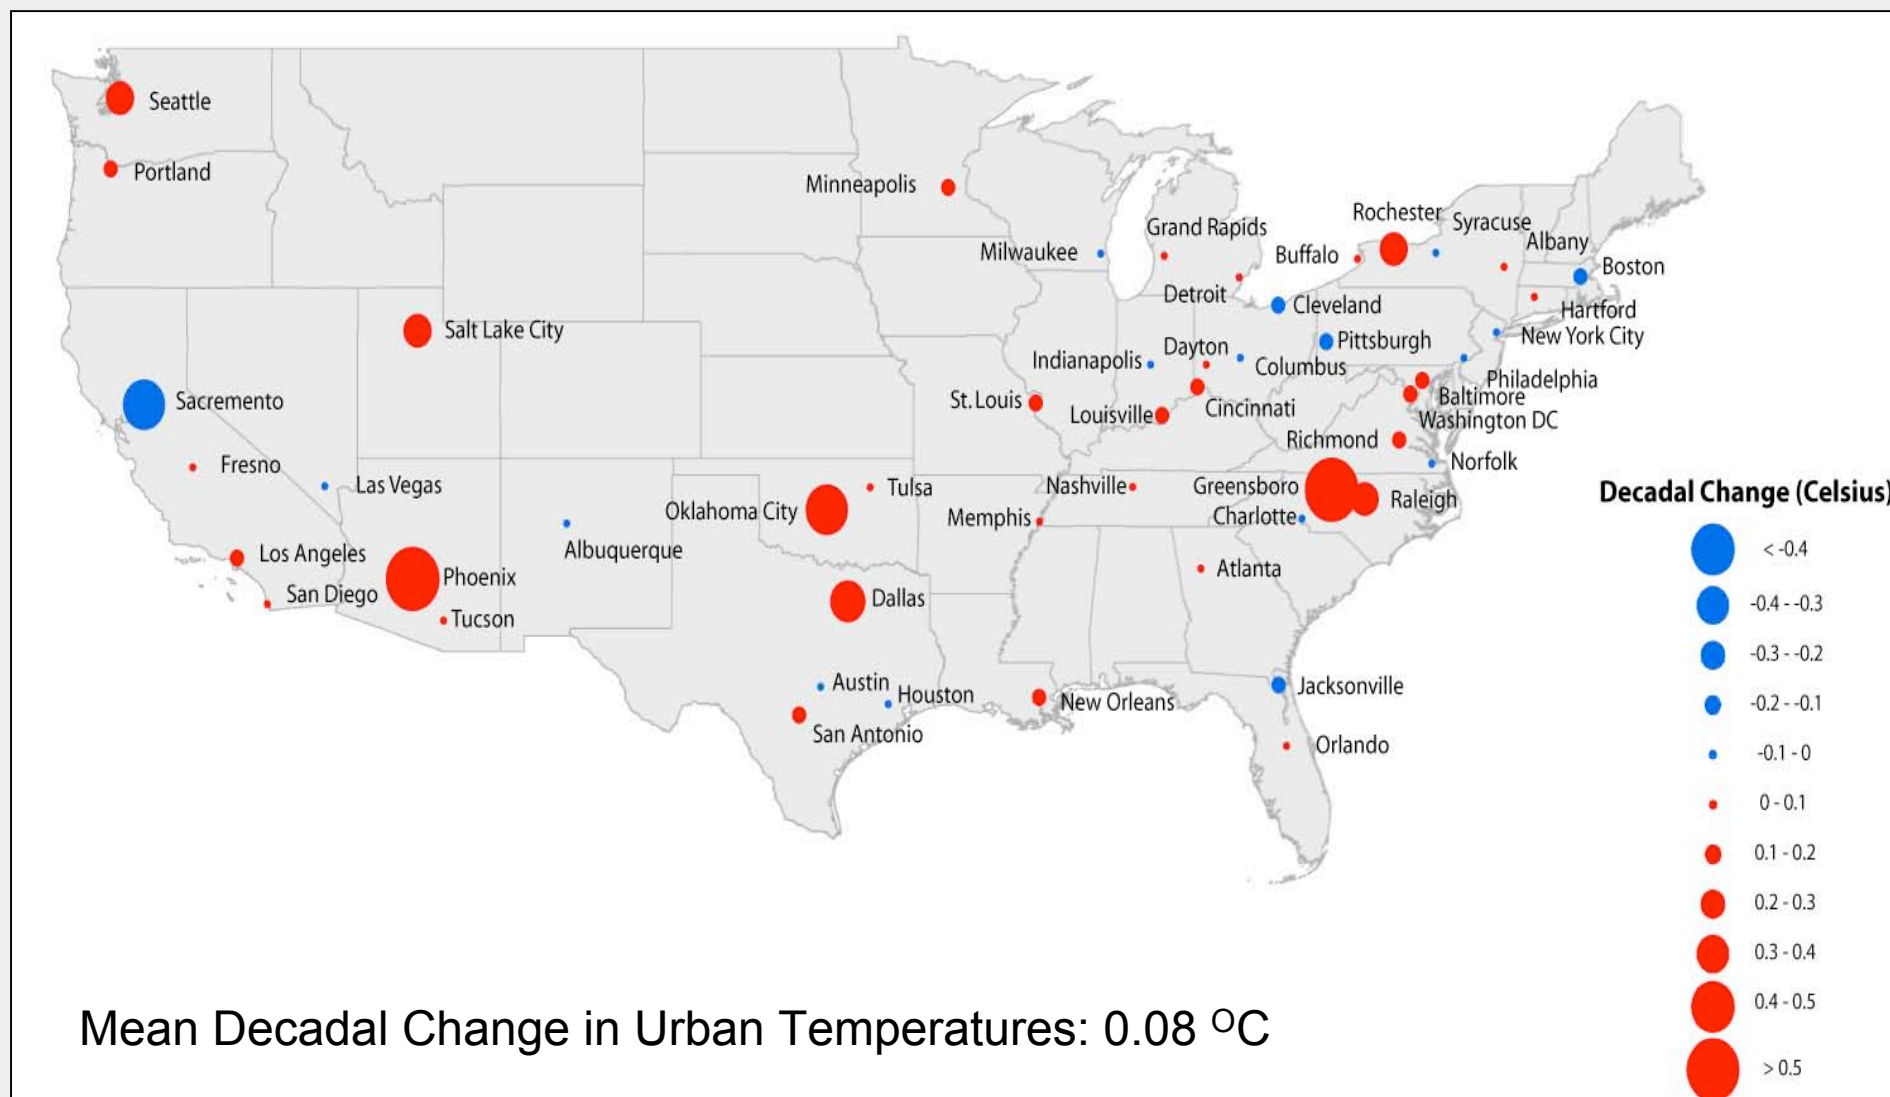 Seattle
Portland
Minneapolis
Rochester
Syracuse
Grand Rapids
Albany
Milwaukee
Buffalo
Boston
Detroit
Cleveland
Hartford
Salt Lake City
New York City
Pittsburgh
Dayton
Indianapolis
Columbus
Philadelphia
Sacremento
St. Louis
Baltimore
Louisville
Cincinnati
Washington DC
Richmond
Fresno
Norfolk
Las Vegas
Tulsa
Nashville
Greensboro
Raleigh
Oklahoma City
Memphis
Charlotte
Albuquerque
Los Angeles
Atlanta
Phoenix
San Diego
Dallas
Tucson
Austin
Houston
Jacksonville
New Orleans
San Antonio
Orlando
Decadal Change (Celsius)
< -0.4
-0.4 - -0.3
-0.3 - -0.2
-0.2 - -0.1
-0.1 - 0
0 - 0.1
0.1 - 0.2
0.2 - 0.3
0.3 - 0.4
0.4 - 0.5
> 0.5
Mean Decadal Change in Urban Temperatures: 0.08 ᴼC